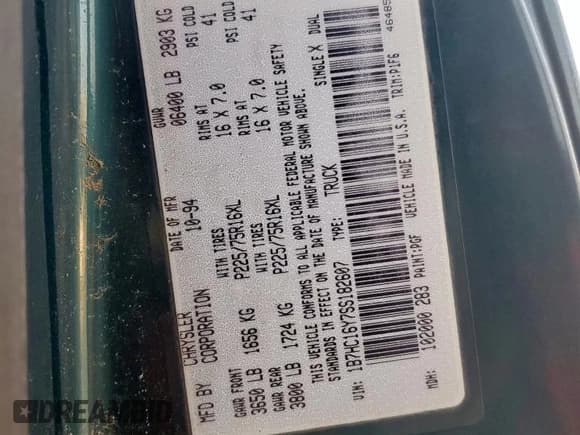 MFD BY CHRYSLER CORPORATION
DATE OF MFR 10-94
GVWR 06400 LB 2903 KG
GAWR FRONT 3650 LB 1656 KG
WITH TIRES P225/75R16XL
RIMS AT 16 X 7.0
PSI COLD 41
GAWR REAR 3800 LB 1724 KG
WITH TIRES P225/75R16XL
RIMS AT 16 X 7.0
PSI COLD 41
THIS VEHICLE CONFORMS TO ALL APPLICABLE FEDERAL MOTOR VEHICLE SAFETY
STANDARDS IN EFFECT ON THE DATE OF MANUFACTURE SHOWN ABOVE.
SINGLE X DUAL
VIN: 1B7HC16Y7SS182607
TYPE: TRUCK
MDH: 102000 283 PAINT:PGF
VEHICLE MADE IN U.S.A. TRIM:P1F6
DREAMBID